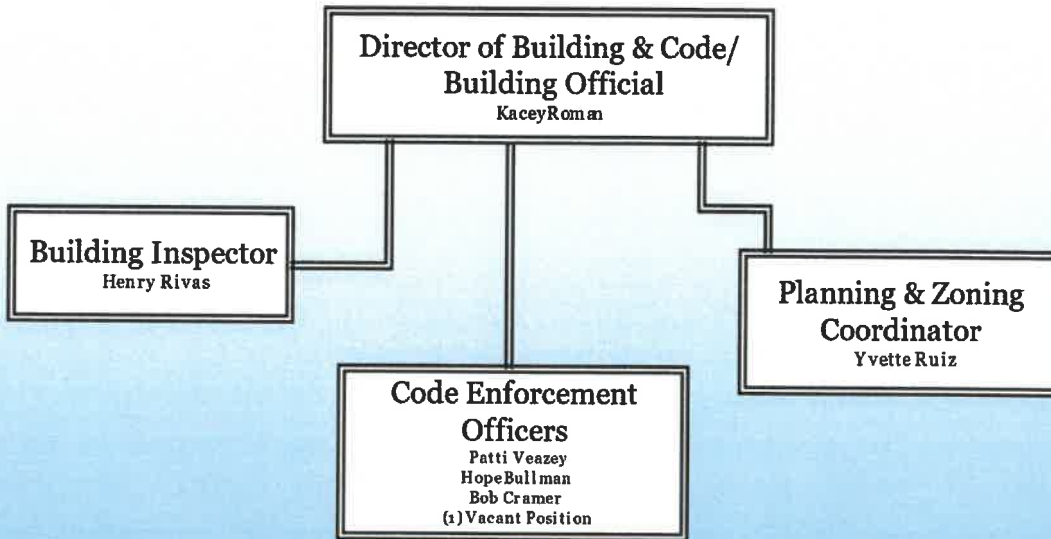 Director of Building & Code/
Building Official
KaceyRoman
Building Inspector
Henry Rivas
Planning & Zoning
Coordinator
Yvette Ruiz
Code Enforcement
Officers
Patti Veazey
HopeBullman
Bob Cramer
(1)Vacant Position